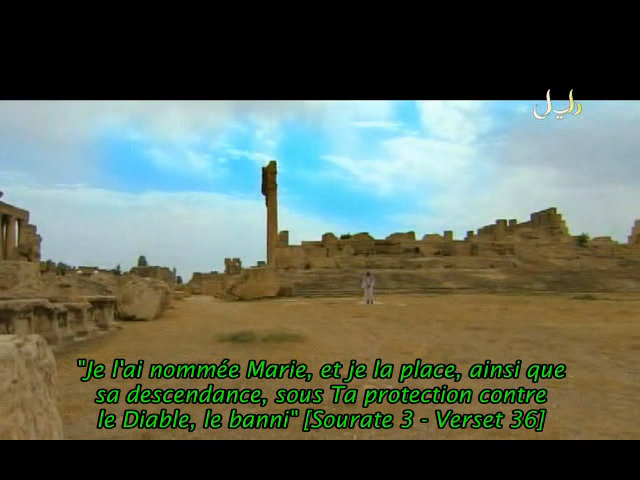 دليل
"Je l'ai nommée Marie, et je la place, ainsi que
sa descendance, sous Ta protection contre
le Diable, le banni" [Sourate 3 - Verset 36]